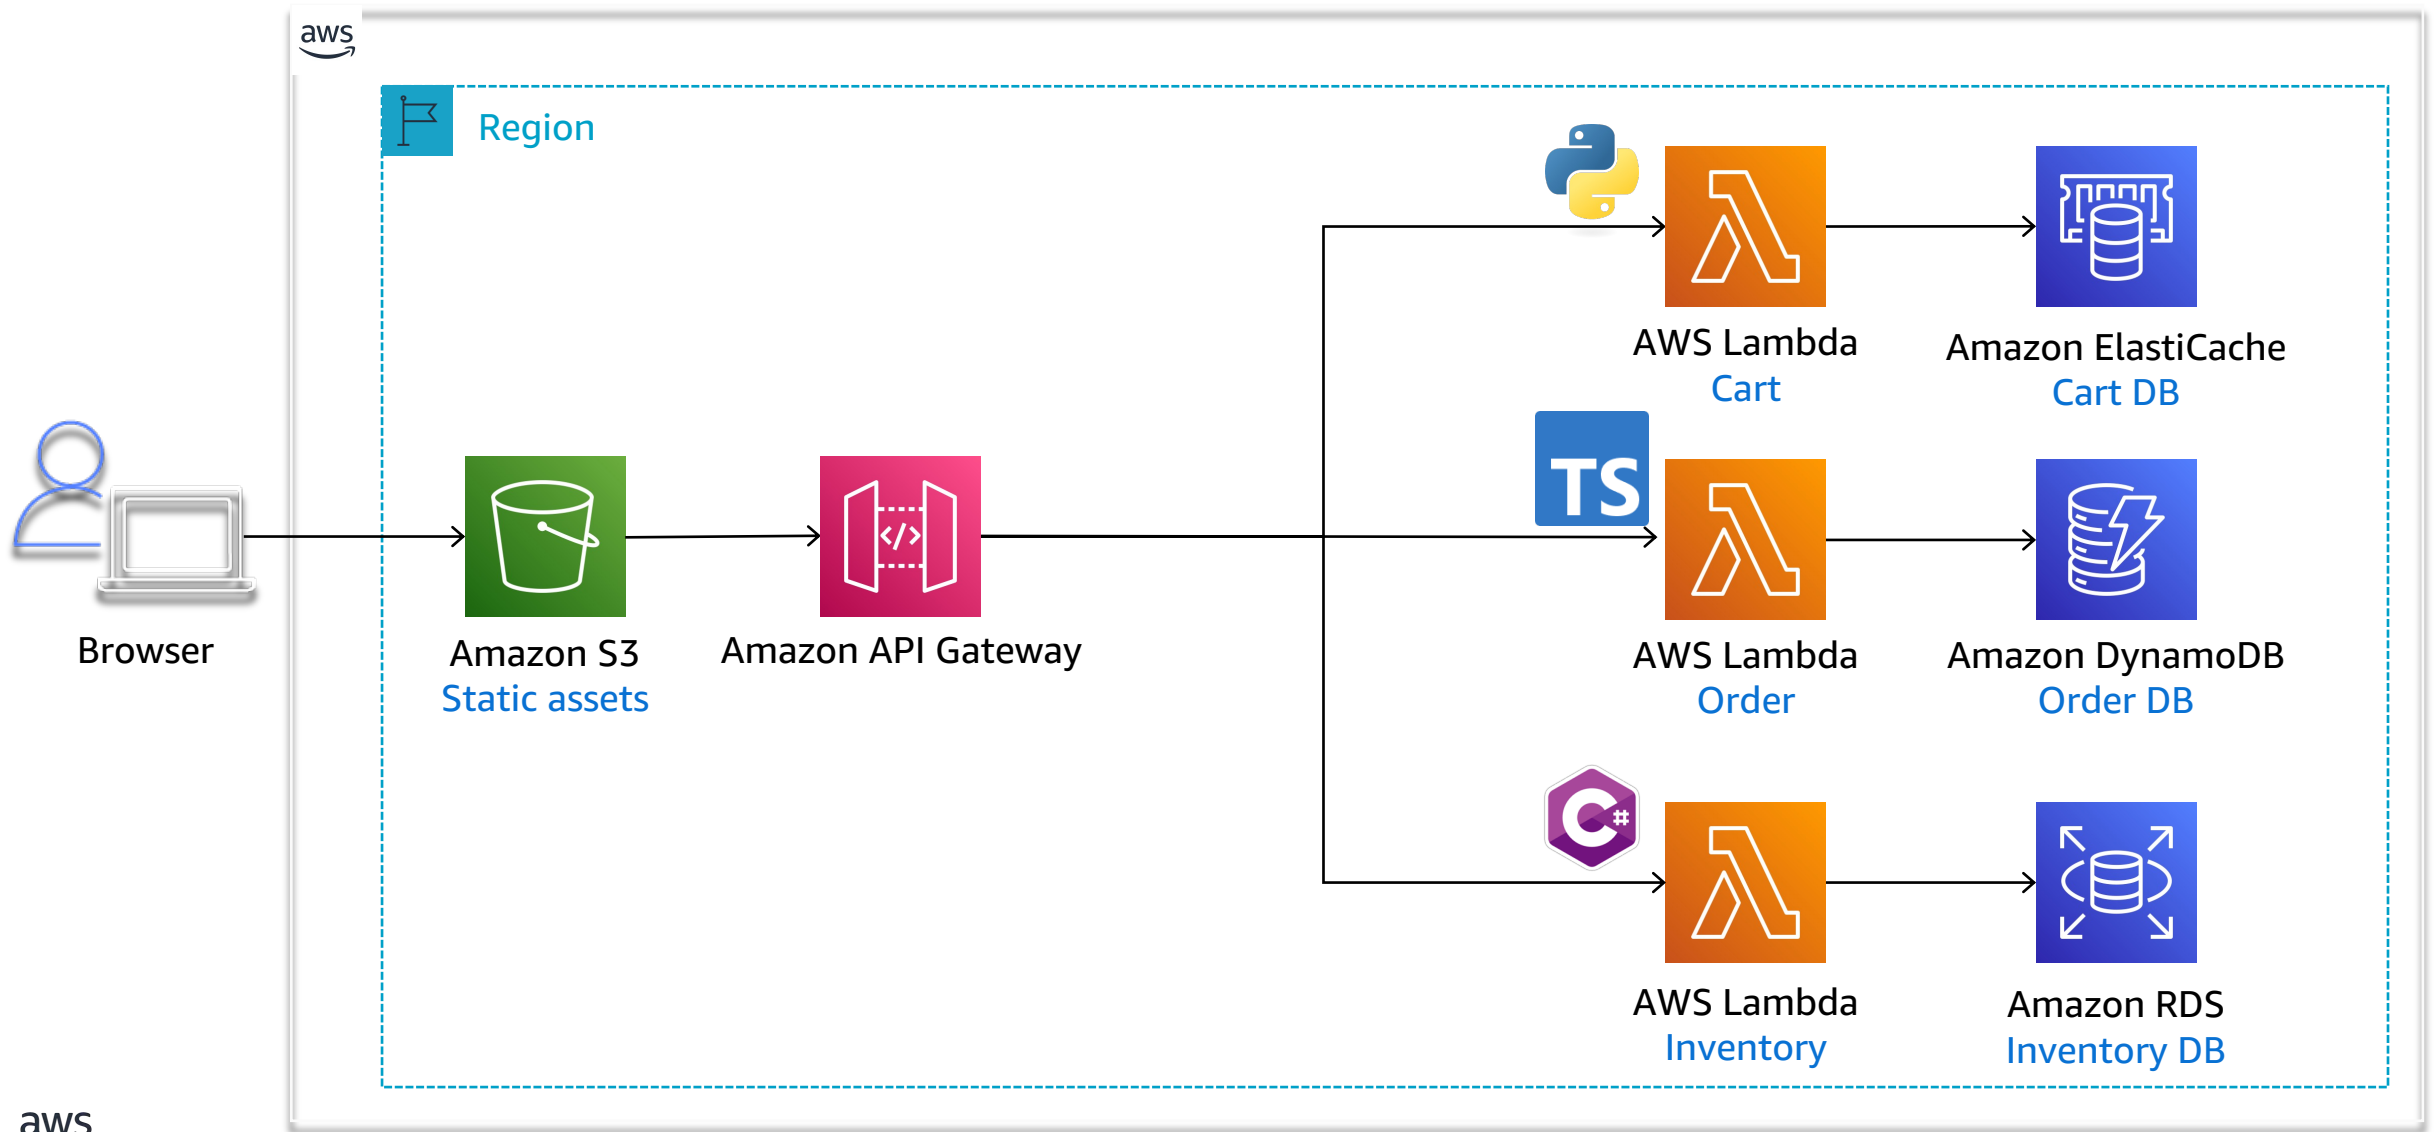 aws
Region
Browser
Amazon S3
Static assets
Amazon API Gateway
AWS Lambda
Cart
Amazon ElastiCache
Cart DB
TS
AWS Lambda
Order
Amazon DynamoDB
Order DB
C#
AWS Lambda
Inventory
Amazon RDS
Inventory DB
aws